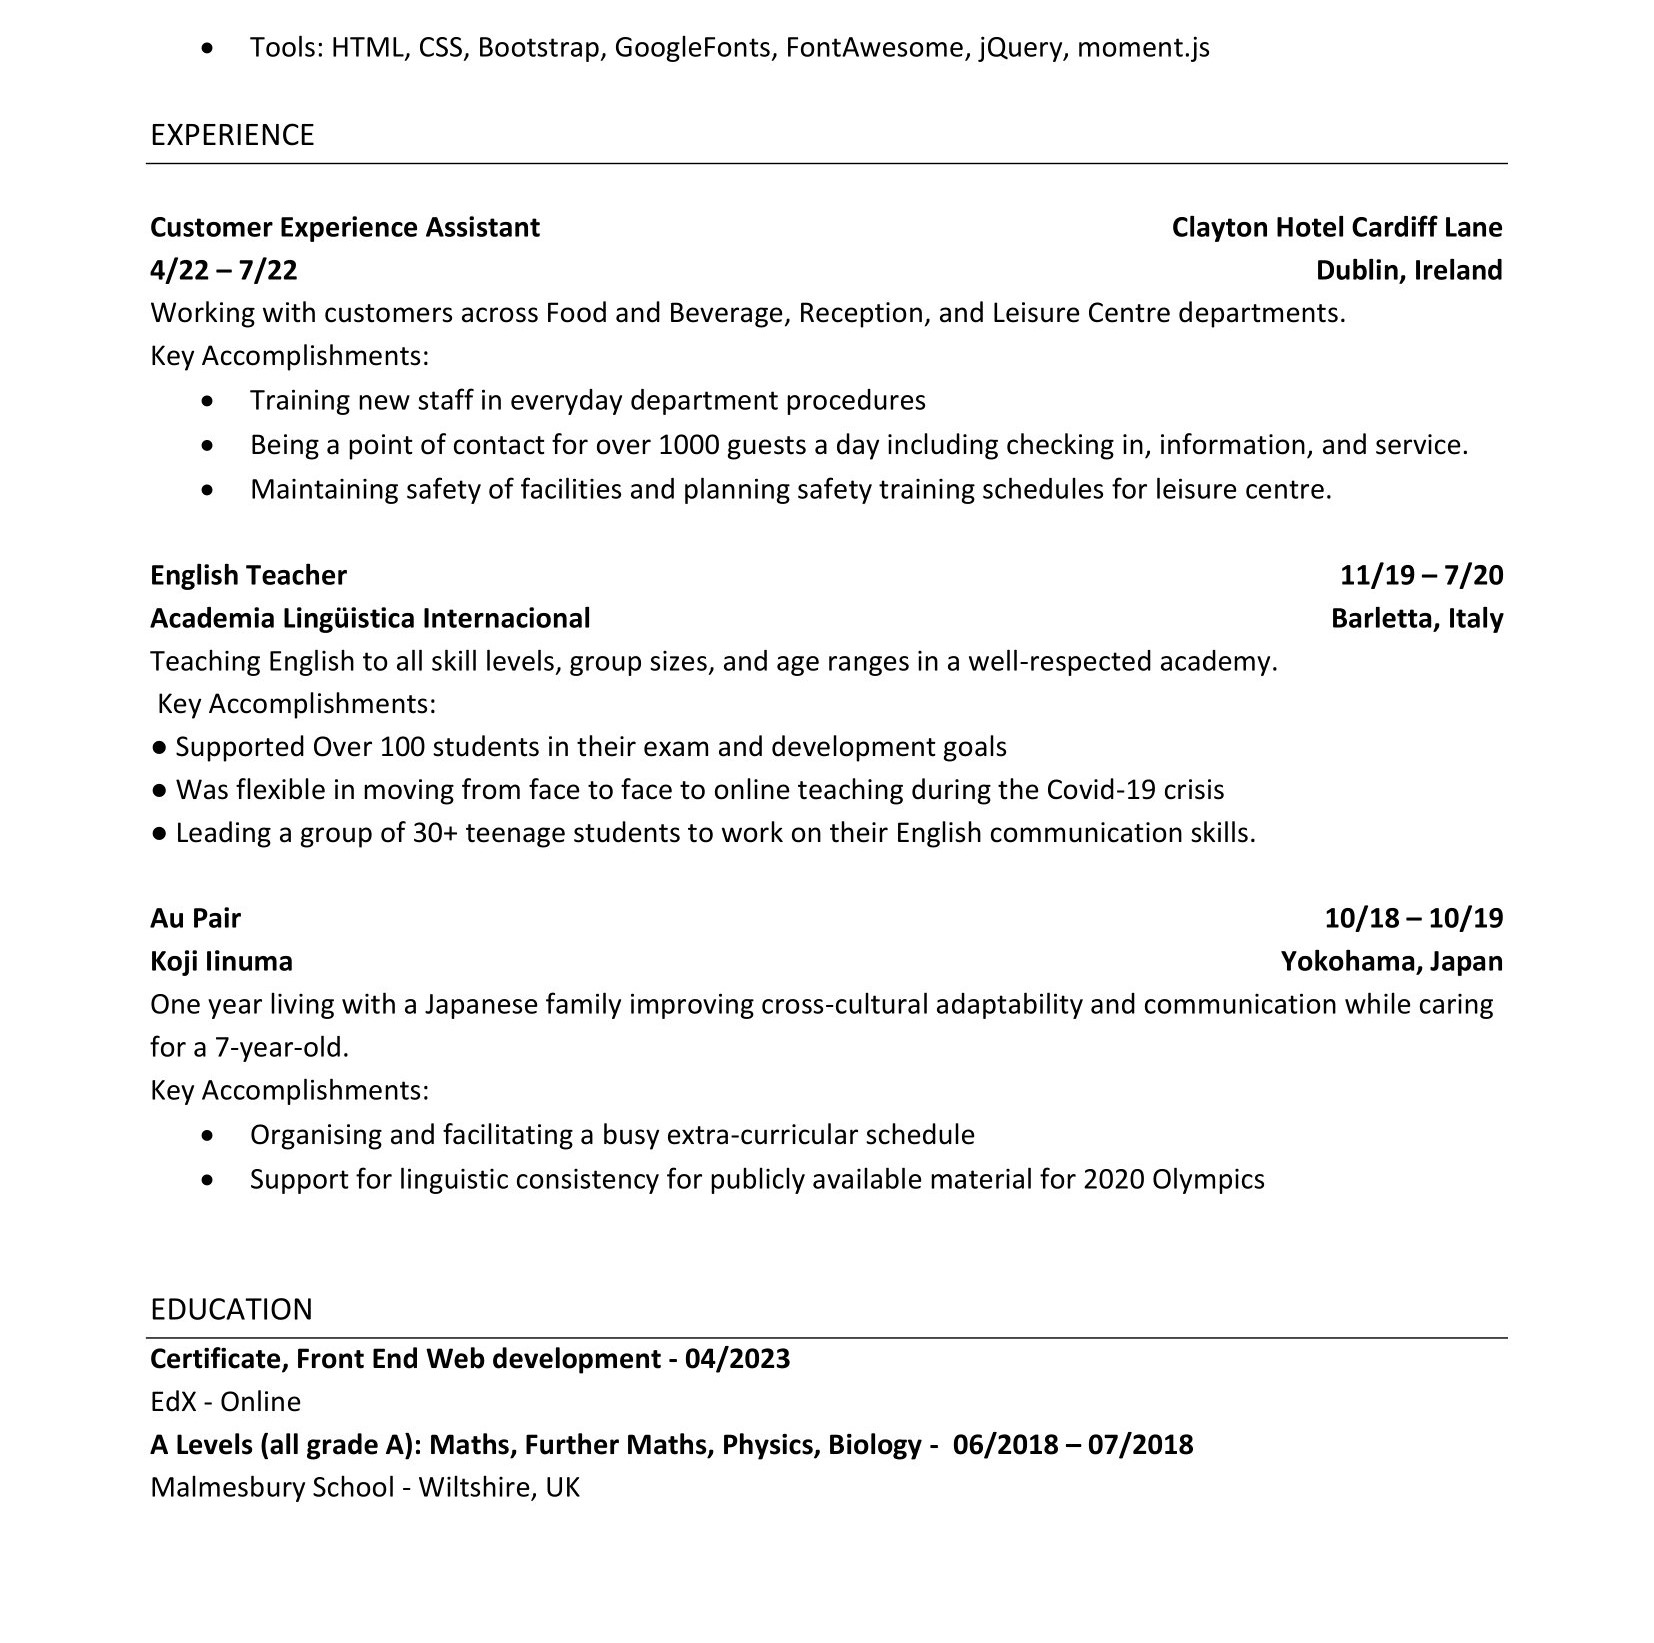 • Tools: HTML, CSS, Bootstrap, GoogleFonts, FontAwesome, jQuery, moment.js
EXPERIENCE
Customer Experience Assistant Clayton Hotel Cardiff Lane
4/22 – 7/22 Dublin, Ireland
Working with customers across Food and Beverage, Reception, and Leisure Centre departments.
Key Accomplishments:
• Training new staff in everyday department procedures
• Being a point of contact for over 1000 guests a day including checking in, information, and service.
• Maintaining safety of facilities and planning safety training schedules for leisure centre.
English Teacher 11/19 – 7/20
Academia Lingüistica Internacional Barletta, Italy
Teaching English to all skill levels, group sizes, and age ranges in a well-respected academy.
Key Accomplishments:
● Supported Over 100 students in their exam and development goals
● Was flexible in moving from face to face to online teaching during the Covid-19 crisis
● Leading a group of 30+ teenage students to work on their English communication skills.
Au Pair 10/18 – 10/19
Koji Iinuma Yokohama, Japan
One year living with a Japanese family improving cross-cultural adaptability and communication while caring
for a 7-year-old.
Key Accomplishments:
• Organising and facilitating a busy extra-curricular schedule
• Support for linguistic consistency for publicly available material for 2020 Olympics
EDUCATION
Certificate, Front End Web development - 04/2023
EdX - Online
A Levels (all grade A): Maths, Further Maths, Physics, Biology - 06/2018 – 07/2018
Malmesbury School - Wiltshire, UK